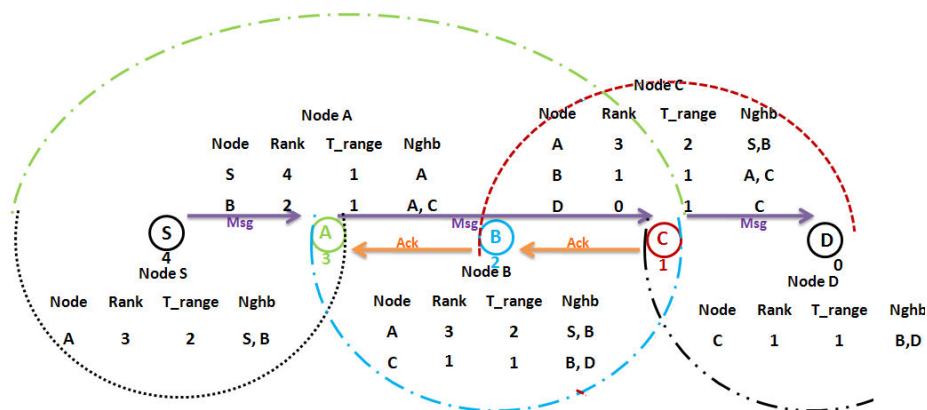 Node C
Node A
Node Rank T_range Nghb
A 3 2 S,B
B 1 1 A, C
D 0 1 C
Node Rank T_range Nghb
S 4 1 A
B 2 1 A, C
Msg Msg Msg
S A B C D
4 3 2 1 0
Ack Ack
Node S
Node Rank T_range Nghb
A 3 2 S, B
Node B
Node Rank T_range Nghb
A 3 2 S, B
C 1 1 B, D
Node D
Node Rank T_range Nghb
C 1 1 B,D